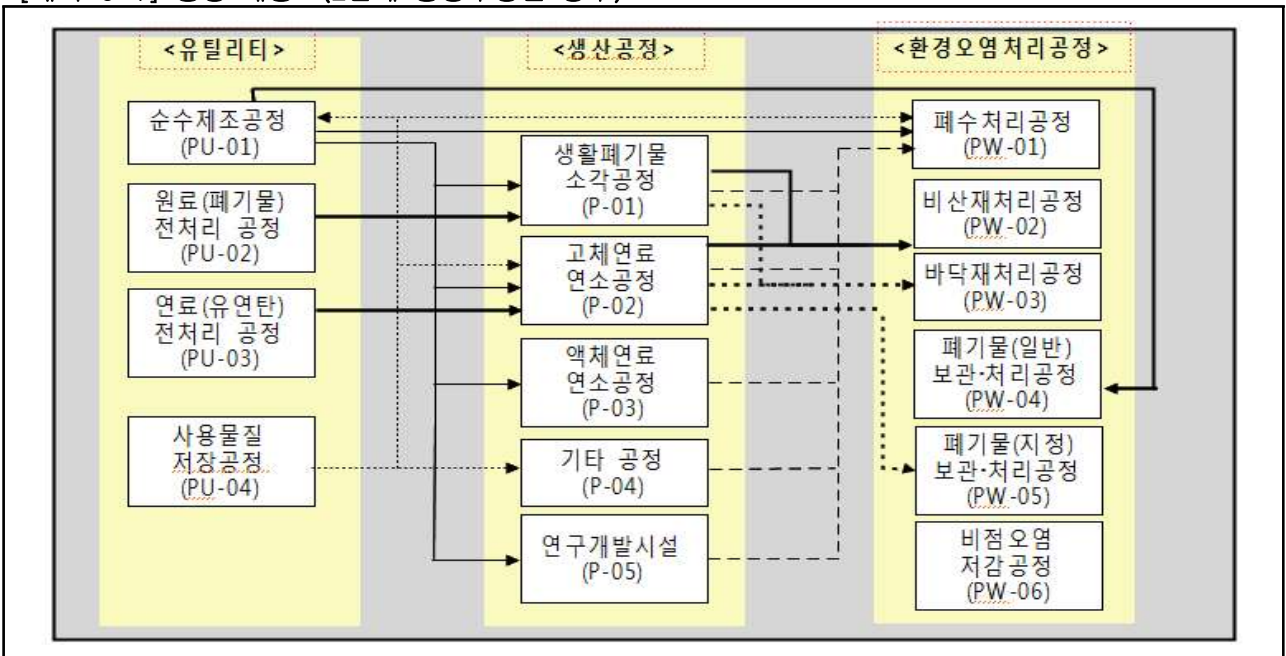 <유틸리티>
순수제조공정
(PU-01)
원료(폐기물)
전처리 공정
(PU-02)
연료(유연탄)
전처리 공정
(PU-03)
사용물질
저장공정
(PU-04)
<생산공정>
생활폐기물
소각공정
(P-01)
고체연료
연소공정
(P-02)
액체연료
연소공정
(P-03)
기타 공정
(P-04)
연구개발시설
(P-05)
<환경오염처리공정>
폐수처리공정
(PW-01)
비산재처리공정
(PW-02)
바닥재처리공정
(PW-03)
폐기물(일반)
보관·처리공정
(PW-04)
폐기물(지정)
보관·처리공정
(PW-05)
비점오염
저감공정
(PW-06)